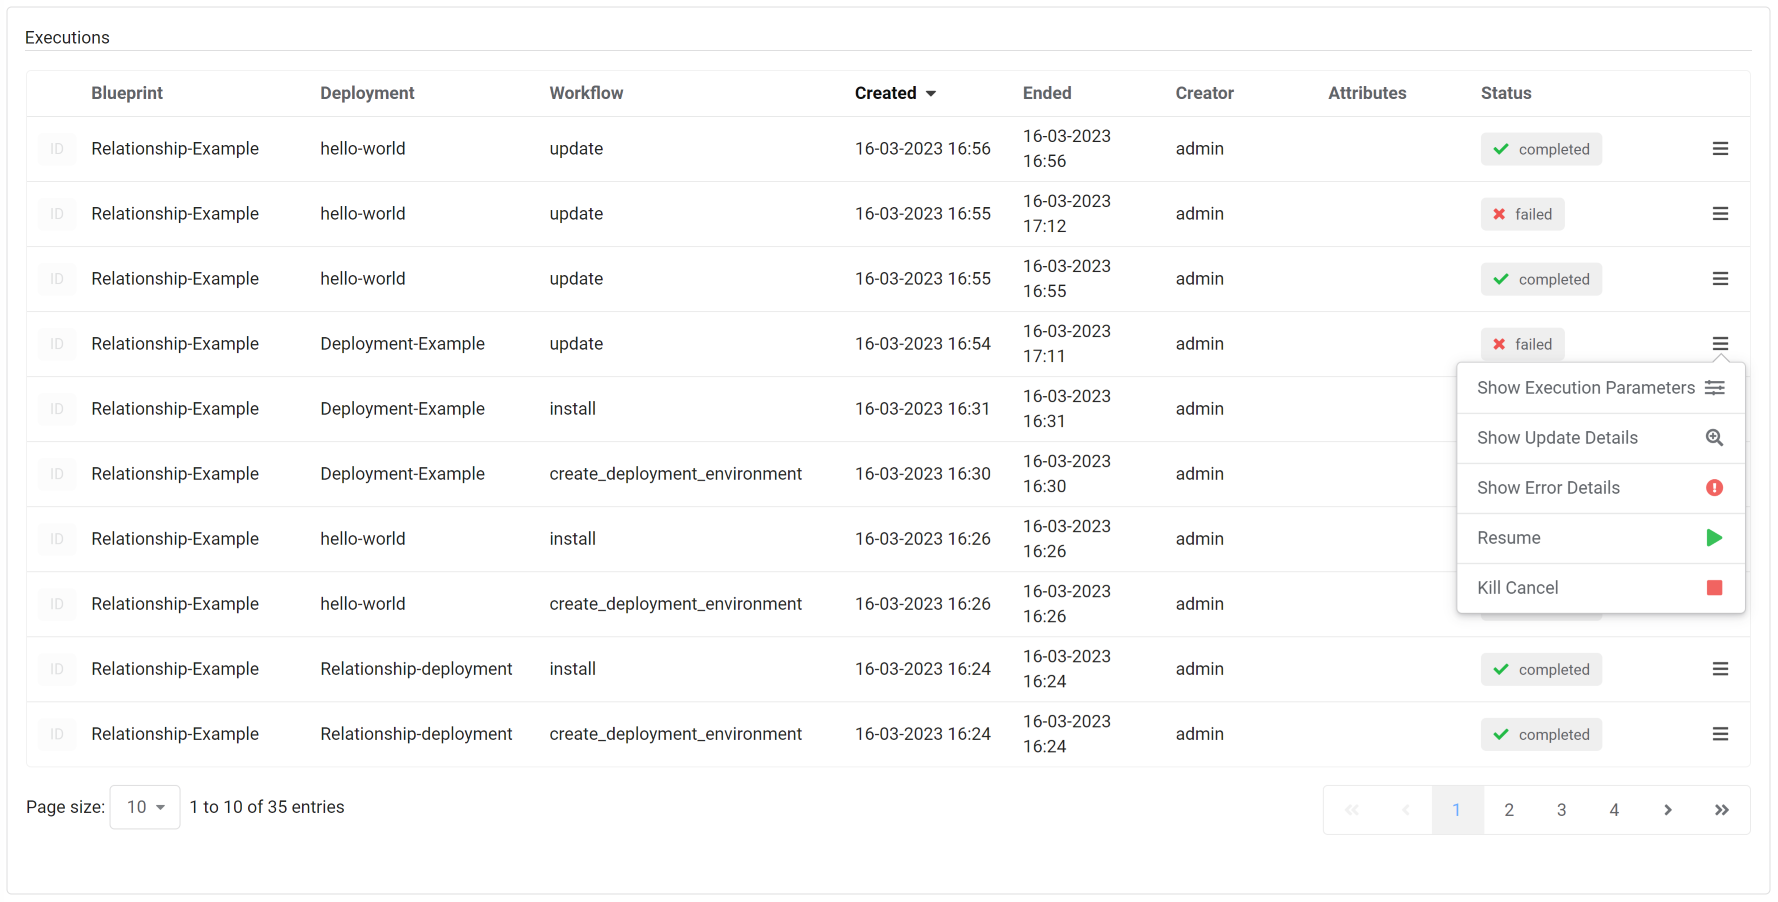 Executions
Blueprint Deployment Workflow Created Ended Creator Attributes Status
ID Relationship-Example hello-world update 16-03-2023 16:56 16-03-2023 16:56 admin completed
ID Relationship-Example hello-world update 16-03-2023 16:55 16-03-2023 17:12 admin failed
ID Relationship-Example hello-world update 16-03-2023 16:55 16-03-2023 16:55 admin completed
ID Relationship-Example Deployment-Example update 16-03-2023 16:54 16-03-2023 17:11 admin failed
ID Relationship-Example Deployment-Example install 16-03-2023 16:31 16-03-2023 16:31 admin
ID Relationship-Example Deployment-Example create_deployment_environment 16-03-2023 16:30 16-03-2023 16:30 admin
ID Relationship-Example hello-world install 16-03-2023 16:26 16-03-2023 16:26 admin
ID Relationship-Example hello-world create_deployment_environment 16-03-2023 16:26 16-03-2023 16:26 admin
ID Relationship-Example Relationship-deployment install 16-03-2023 16:24 16-03-2023 16:24 admin completed
ID Relationship-Example Relationship-deployment create_deployment_environment 16-03-2023 16:24 16-03-2023 16:24 admin completed
Show Execution Parameters
Show Update Details
Show Error Details
Resume
Kill Cancel
Page size: 10 1 to 10 of 35 entries
« ‹ 1 2 3 4 › »